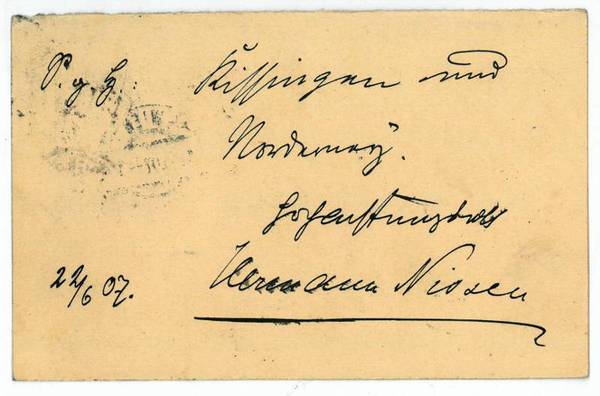 P. g. H.: Kissingen und
Norderney.
Hochachtungsvoll
22/6 07. Hermann Nissen